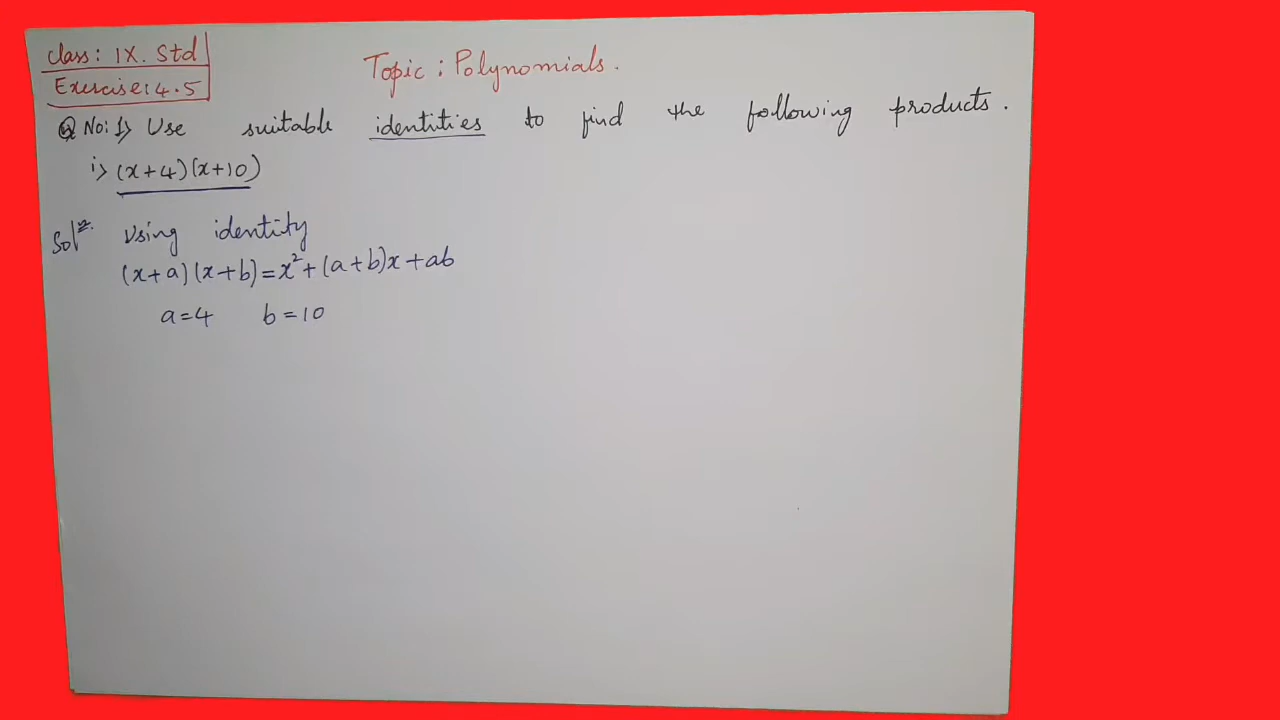 Class: IX. Std
Exercise: 4.5
Topic: Polynomials.
Q No: 1> Use suitable identities to find the following products.
i> (x+4)(x+10)
Solⁿ. Using identity
(x+a)(x+b)=x²+(a+b)x+ab
a=4 b=10